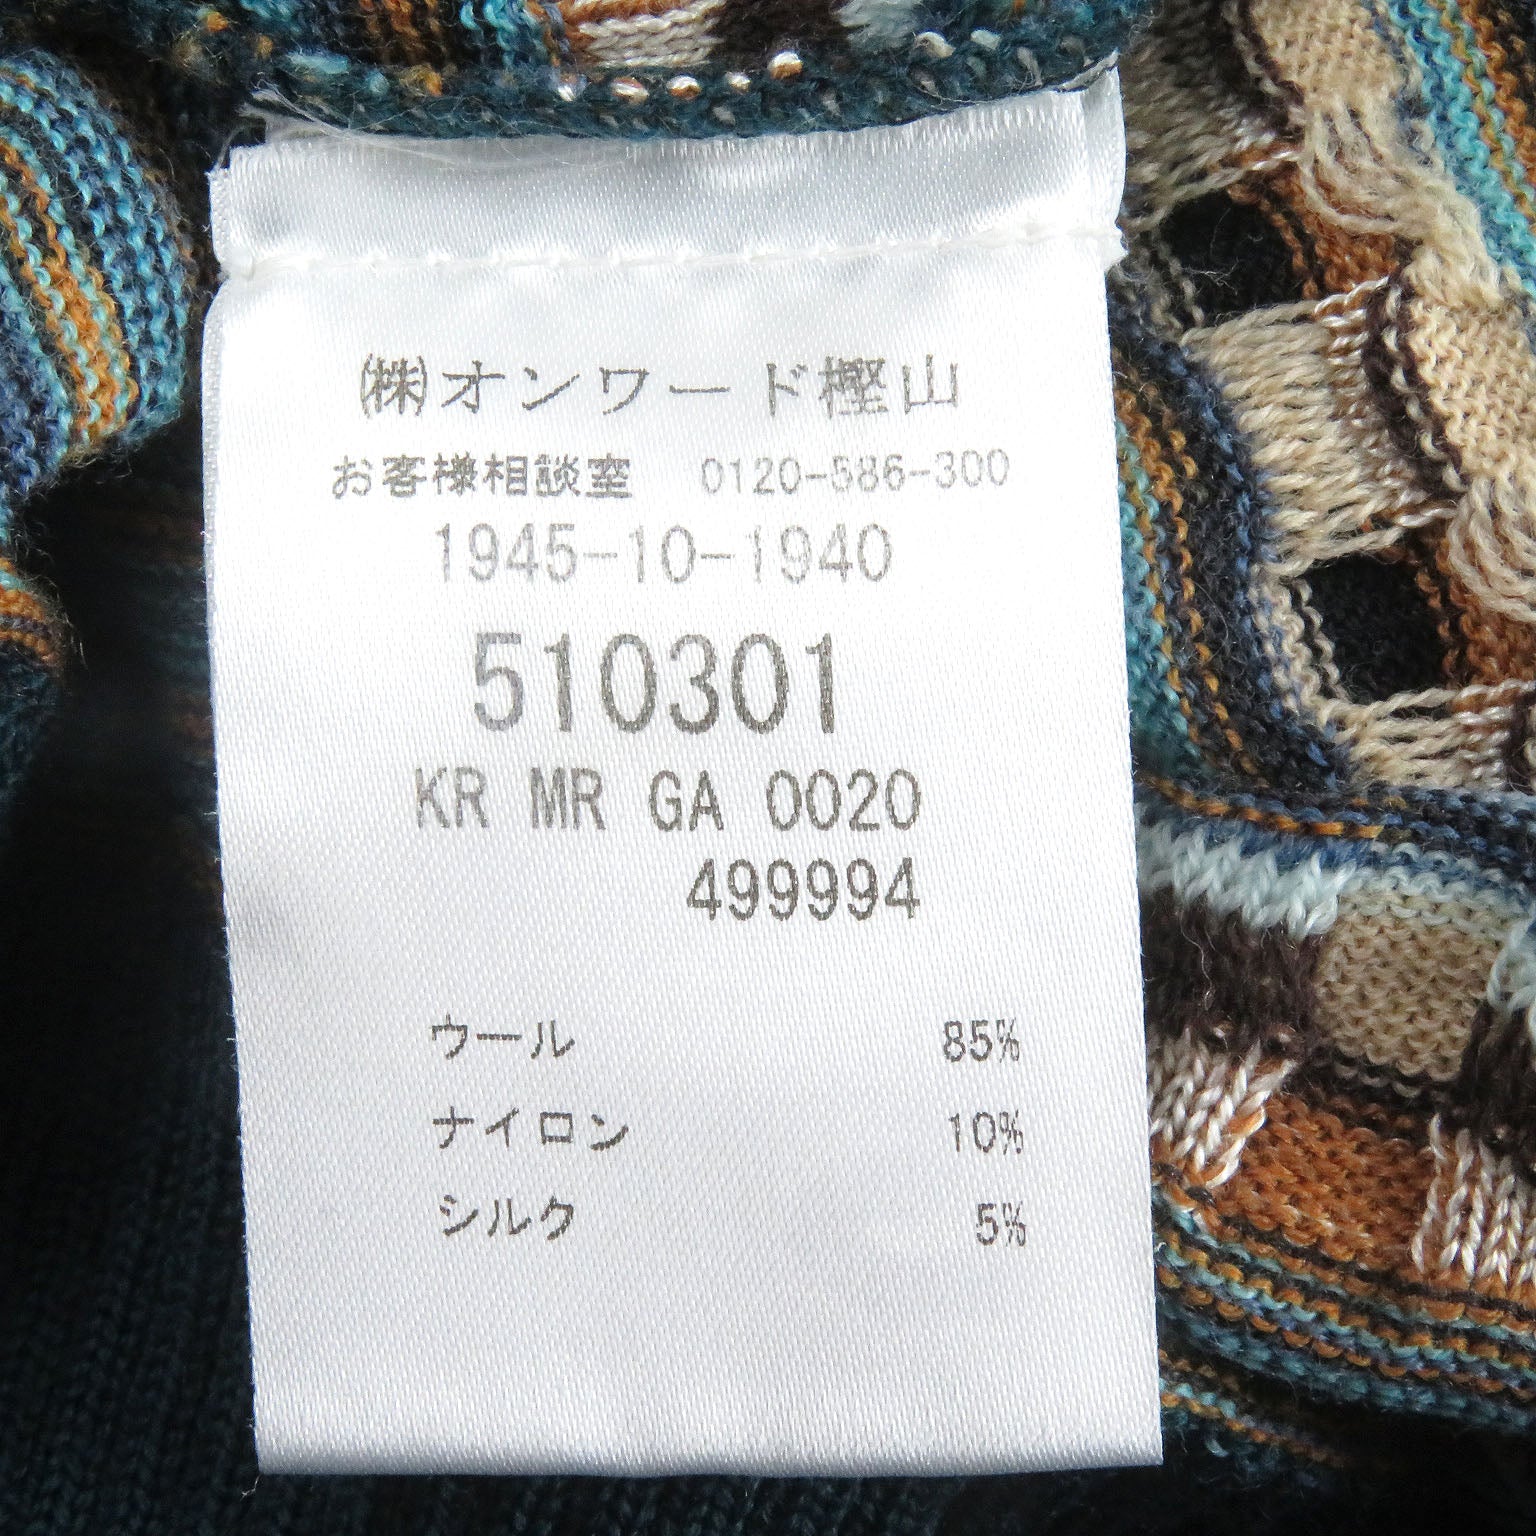 ㈱オンワード樫山
お客様相談室 0120-586-300
1945-10-1940
510301
KR MR GA 0020
499994
ウール 85%
ナイロン 10%
シルク 5%